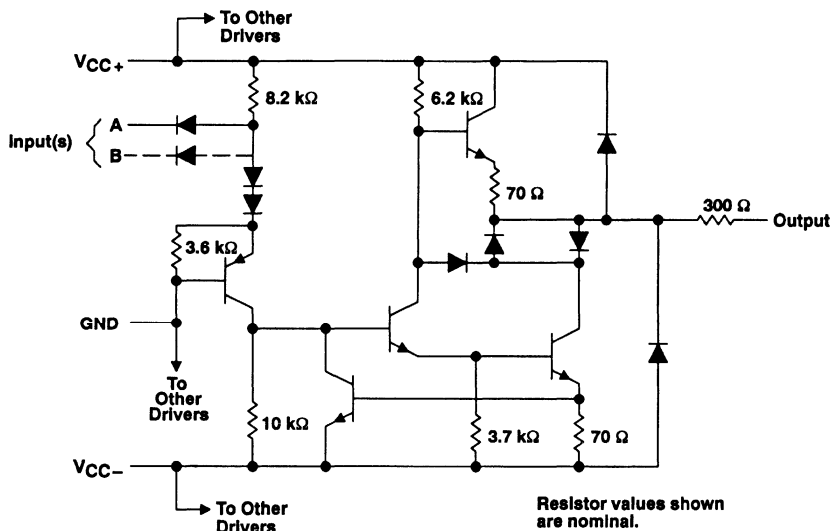 To Other
Drivers
VCC+
8.2 kΩ
6.2 kΩ
Input(s)
A
B
70 Ω
300 Ω
Output
3.6 kΩ
GND
To
Other
Drivers
10 kΩ
3.7 kΩ
70 Ω
VCC−
To Other
Drivers
Resistor values shown
are nominal.